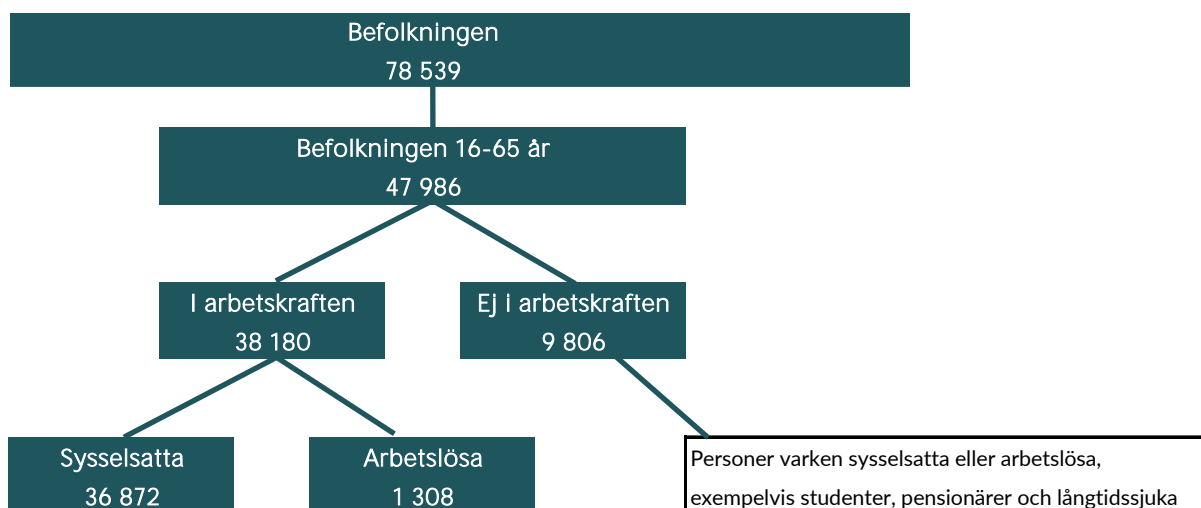 Befolkningen
78 539
Befolkningen 16-65 år
47 986
I arbetskraften
38 180
Ej i arbetskraften
9 806
Sysselsatta
36 872
Arbetslösa
1 308
Personer varken sysselsatta eller arbetslösa,
exempelvis studenter, pensionärer och långtidssjuka